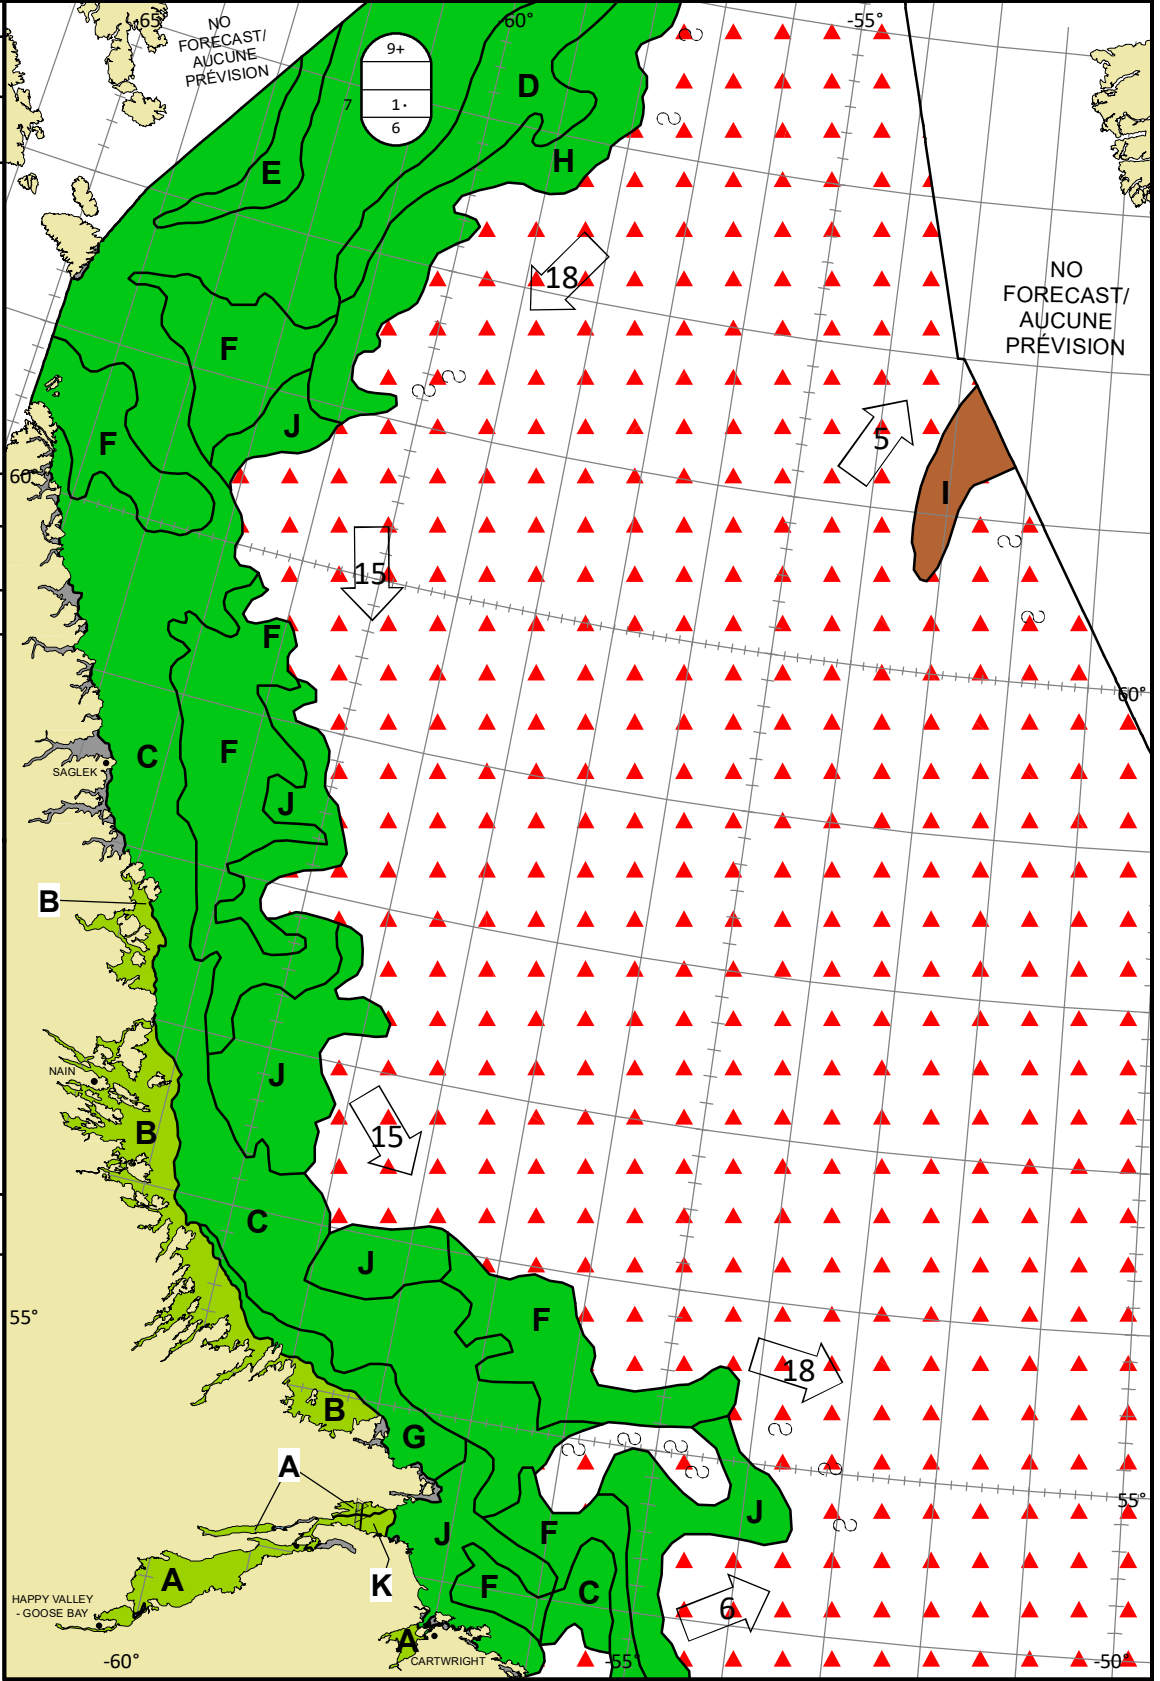 -65°
-60°
-55°
NO
FORECAST/
AUCUNE
PRÉVISION
9+
7
1·
6
D
H
E
18
NO
FORECAST/
AUCUNE
PRÉVISION
F
J
F
5
60°
I
15
F
60°
C
F
SAGLEK
J
B
NAIN
J
B
15
C
J
55°
F
18
B
G
A
55°
J
J
F
A
K
F
C
HAPPY VALLEY
- GOOSE BAY
6
A
CARTWRIGHT
-60°
-55°
-50°